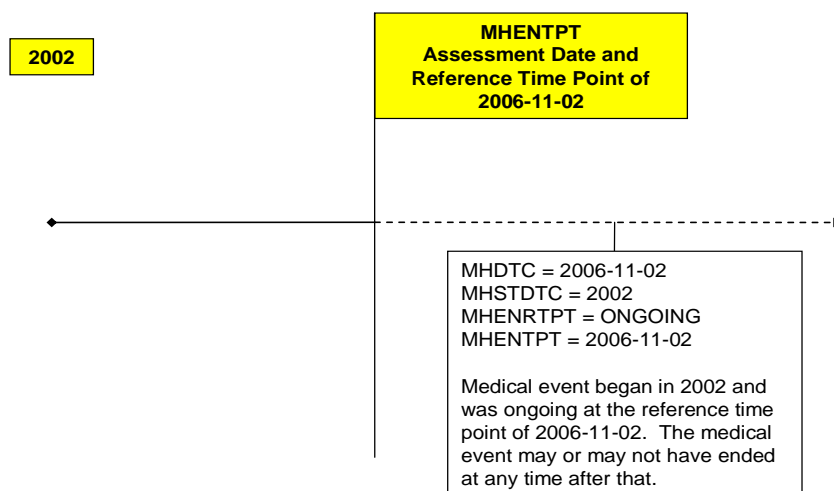 2002
MHENTPT
Assessment Date and
Reference Time Point of
2006-11-02
MHDTC = 2006-11-02
MHSTDTC = 2002
MHENRTPT = ONGOING
MHENTPT = 2006-11-02
Medical event began in 2002 and
was ongoing at the reference time
point of 2006-11-02.  The medical
event may or may not have ended
at any time after that.